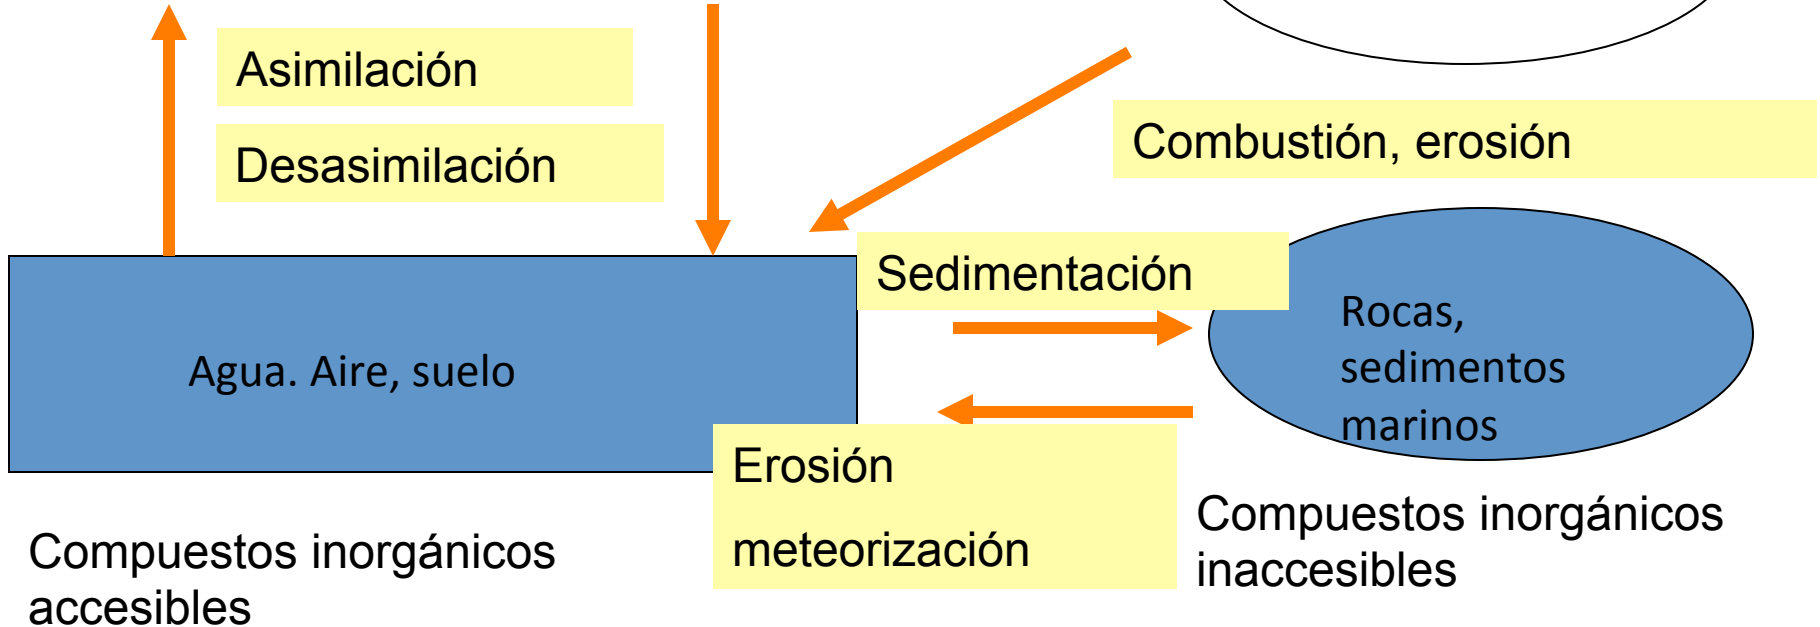 Asimilación
Desasimilación
Combustión, erosión
Sedimentación
Rocas,
sedimentos
marinos
Agua. Aire, suelo
Erosión
meteorización
Compuestos inorgánicos
inaccesibles
Compuestos inorgánicos
accesibles